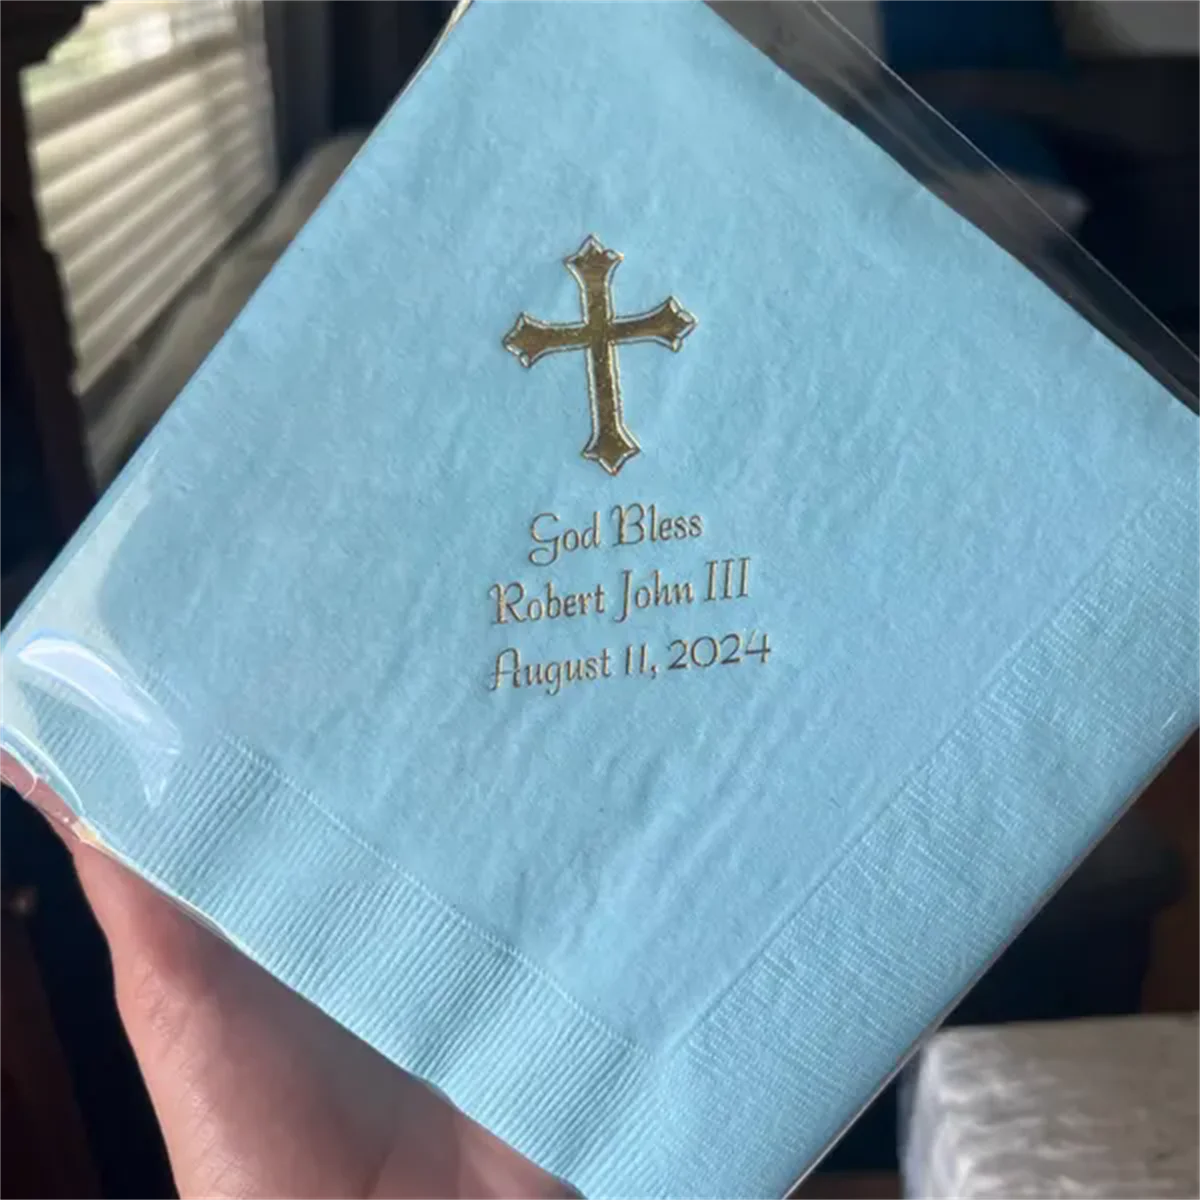 God Bless
Robert John III
August 11, 2024